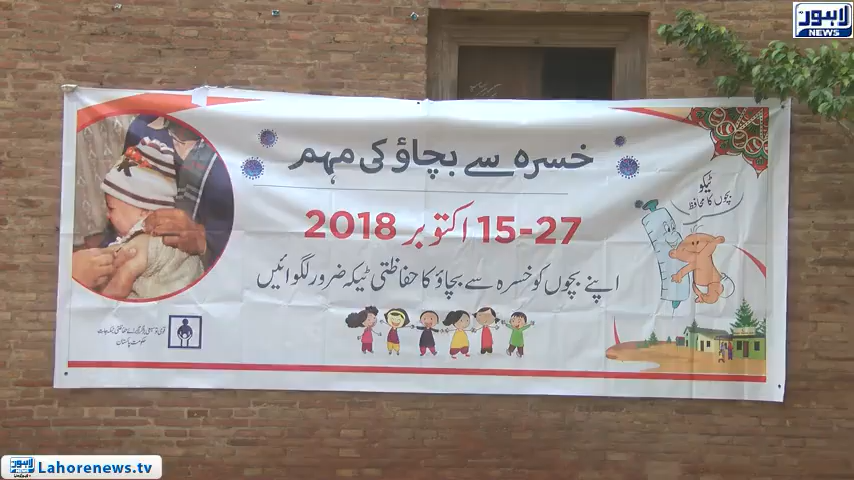 لاہور
NEWS
خسرہ سے بچاؤ کی مہم
15-27 اکتوبر 2018
اپنے بچوں کو خسرہ سے بچاؤ کا حفاظتی ٹیکہ ضرور لگوائیں
ٹیکو
بچوں کا محافظ
حکومت پاکستان
لاہور
Lahorenews.tv